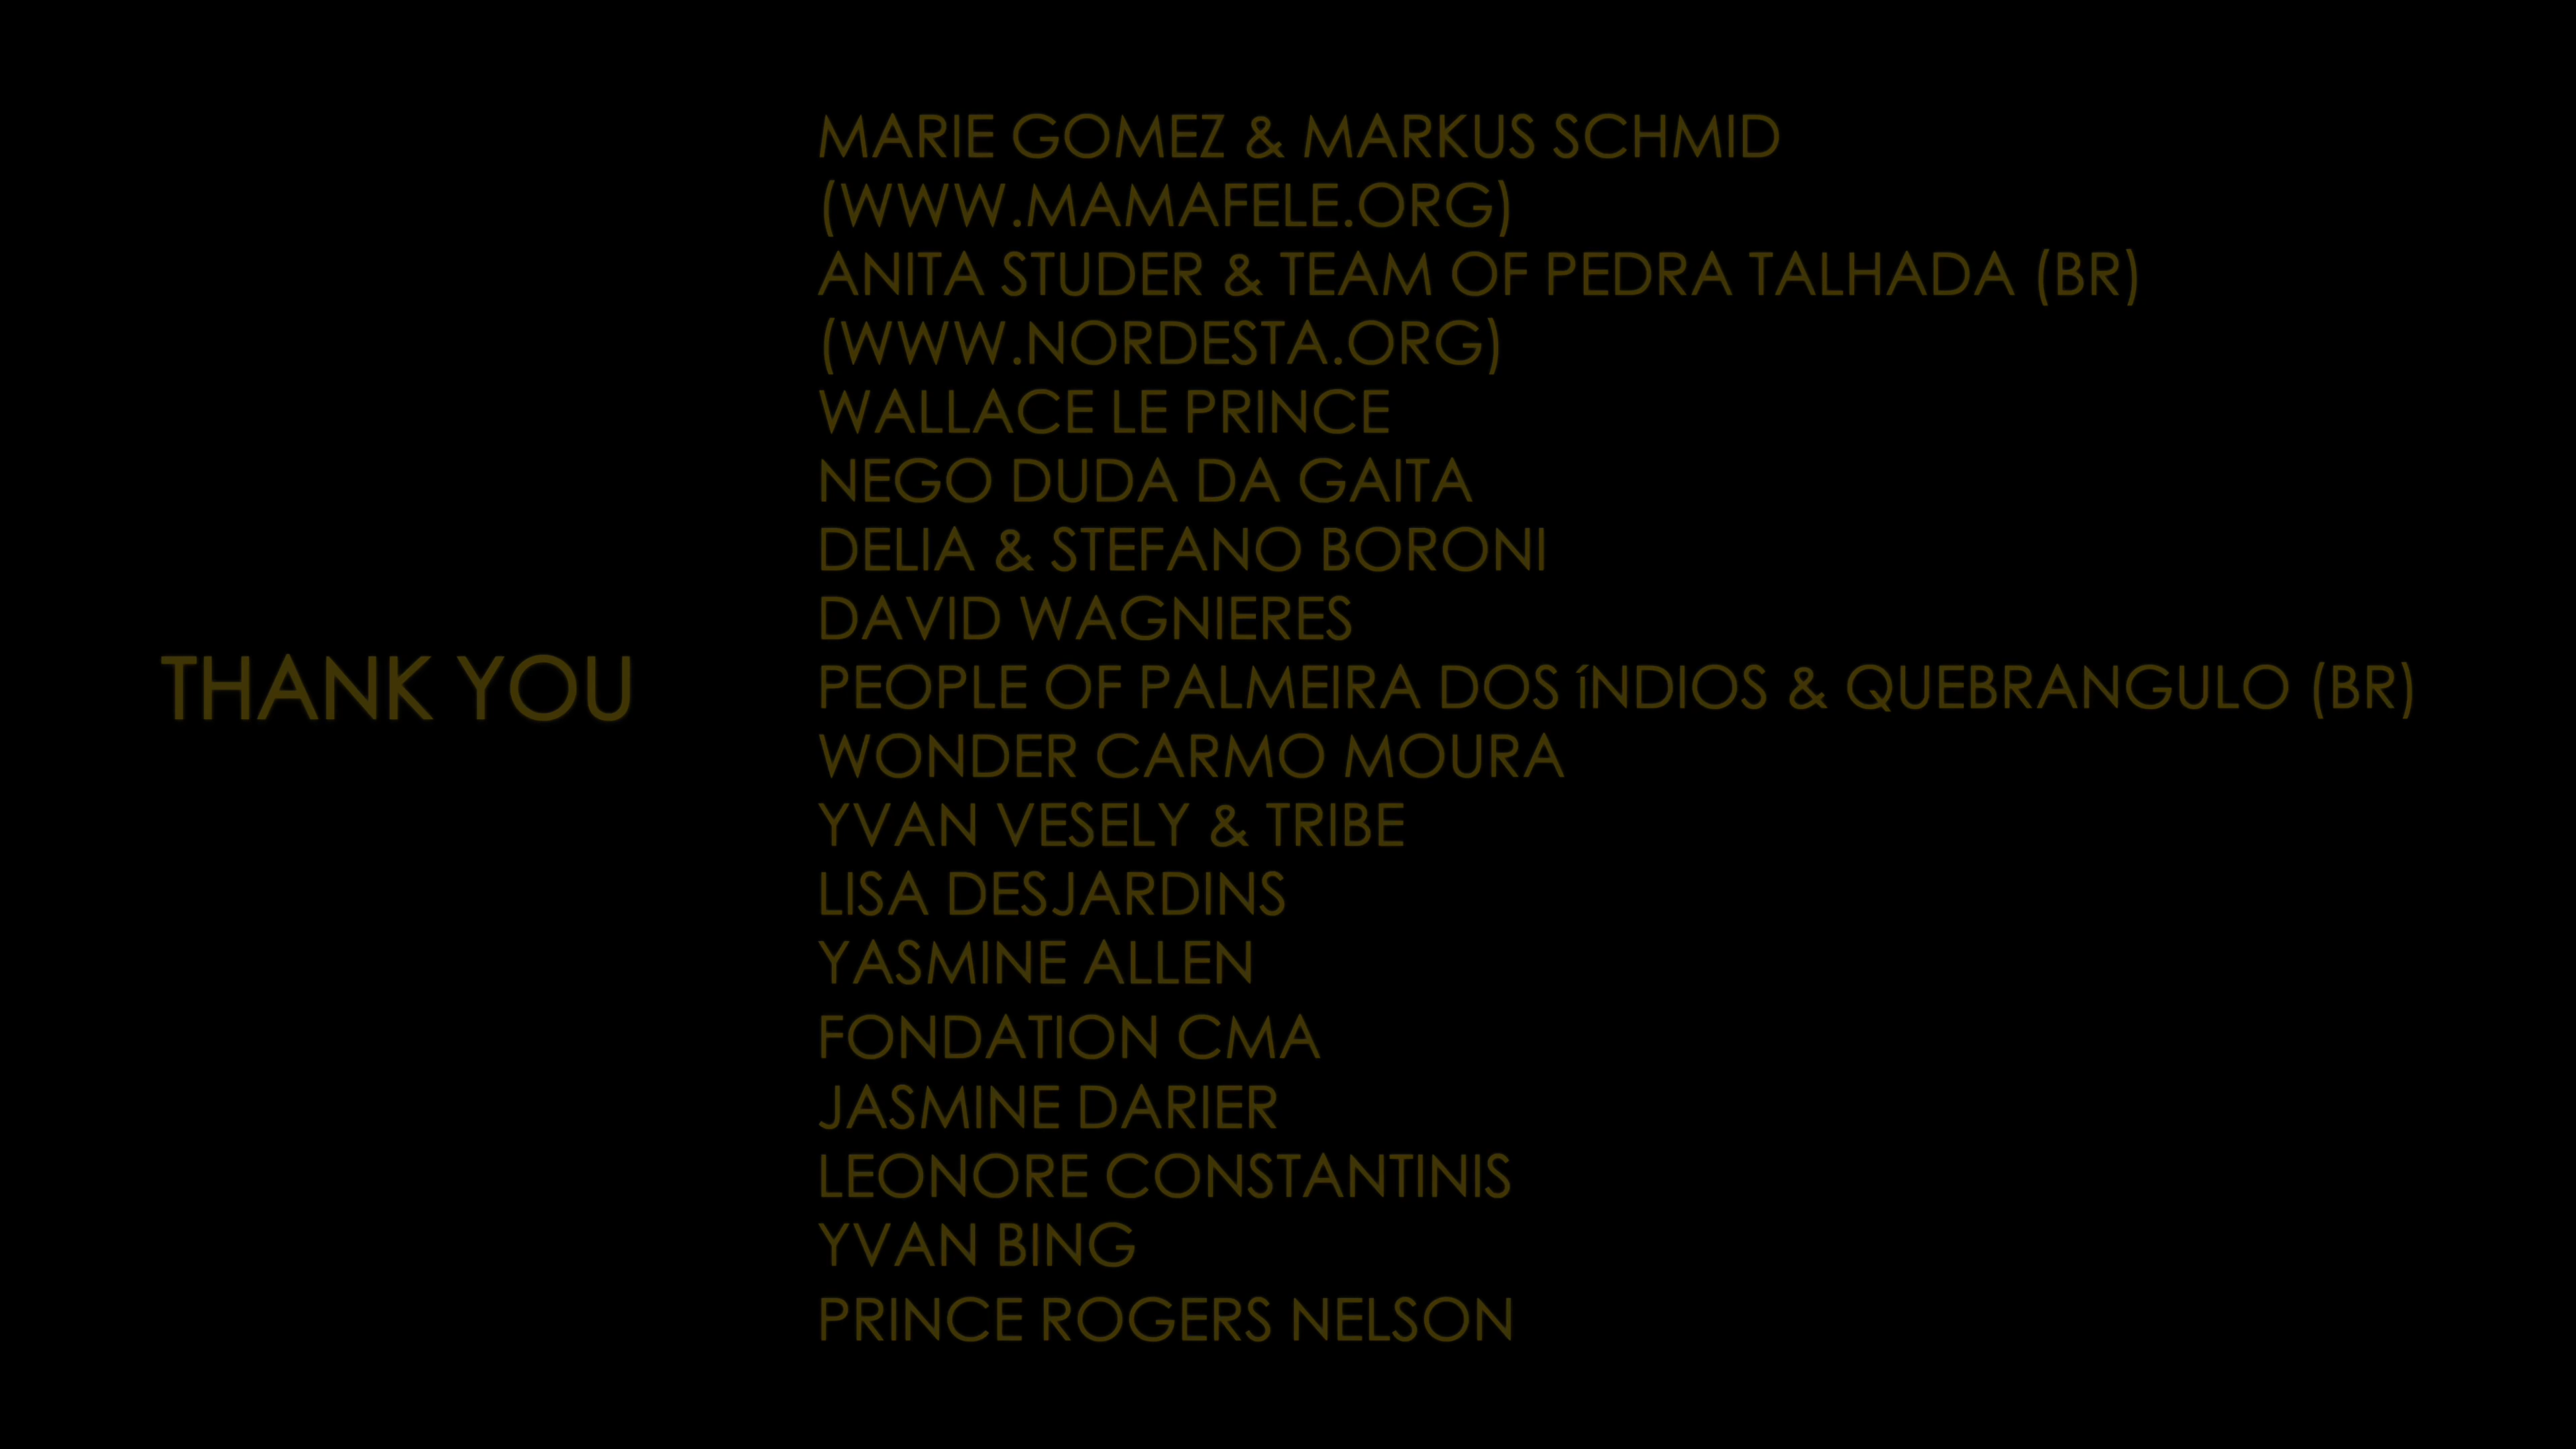 THANK YOU
MARIE GOMEZ & MARKUS SCHMID
(WWW.MAMAFELE.ORG)
ANITA STUDER & TEAM OF PEDRA TALHADA (BR)
(WWW.NORDESTA.ORG)
WALLACE LE PRINCE
NEGO DUDA DA GAITA
DELIA & STEFANO BORONI
DAVID WAGNIERES
PEOPLE OF PALMEIRA DOS íNDIOS & QUEBRANGULO (BR)
WONDER CARMO MOURA
YVAN VESELY & TRIBE
LISA DESJARDINS
YASMINE ALLEN
FONDATION CMA
JASMINE DARIER
LEONORE CONSTANTINIS
YVAN BING
PRINCE ROGERS NELSON